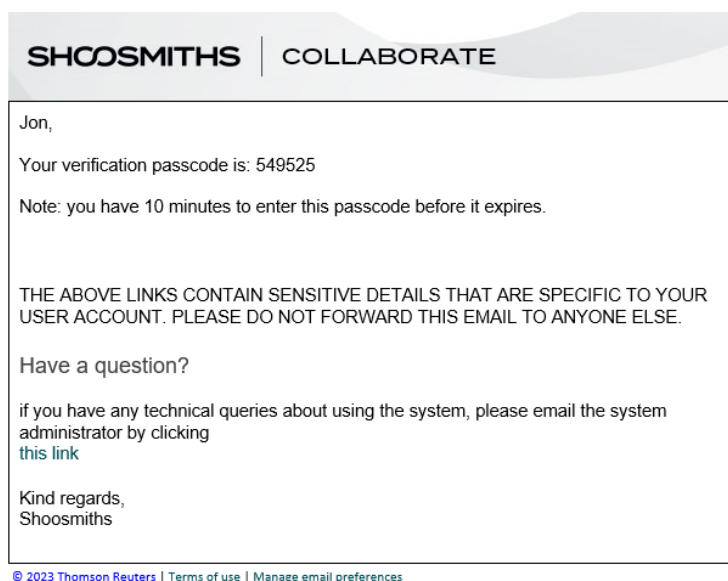 SHOOSMITHS | COLLABORATE
Jon,
Your verification passcode is: 549525
Note: you have 10 minutes to enter this passcode before it expires.
THE ABOVE LINKS CONTAIN SENSITIVE DETAILS THAT ARE SPECIFIC TO YOUR
USER ACCOUNT. PLEASE DO NOT FORWARD THIS EMAIL TO ANYONE ELSE.
Have a question?
if you have any technical queries about using the system, please email the system
administrator by clicking
this link
Kind regards,
Shoosmiths
© 2023 Thomson Reuters | Terms of use | Manage email preferences